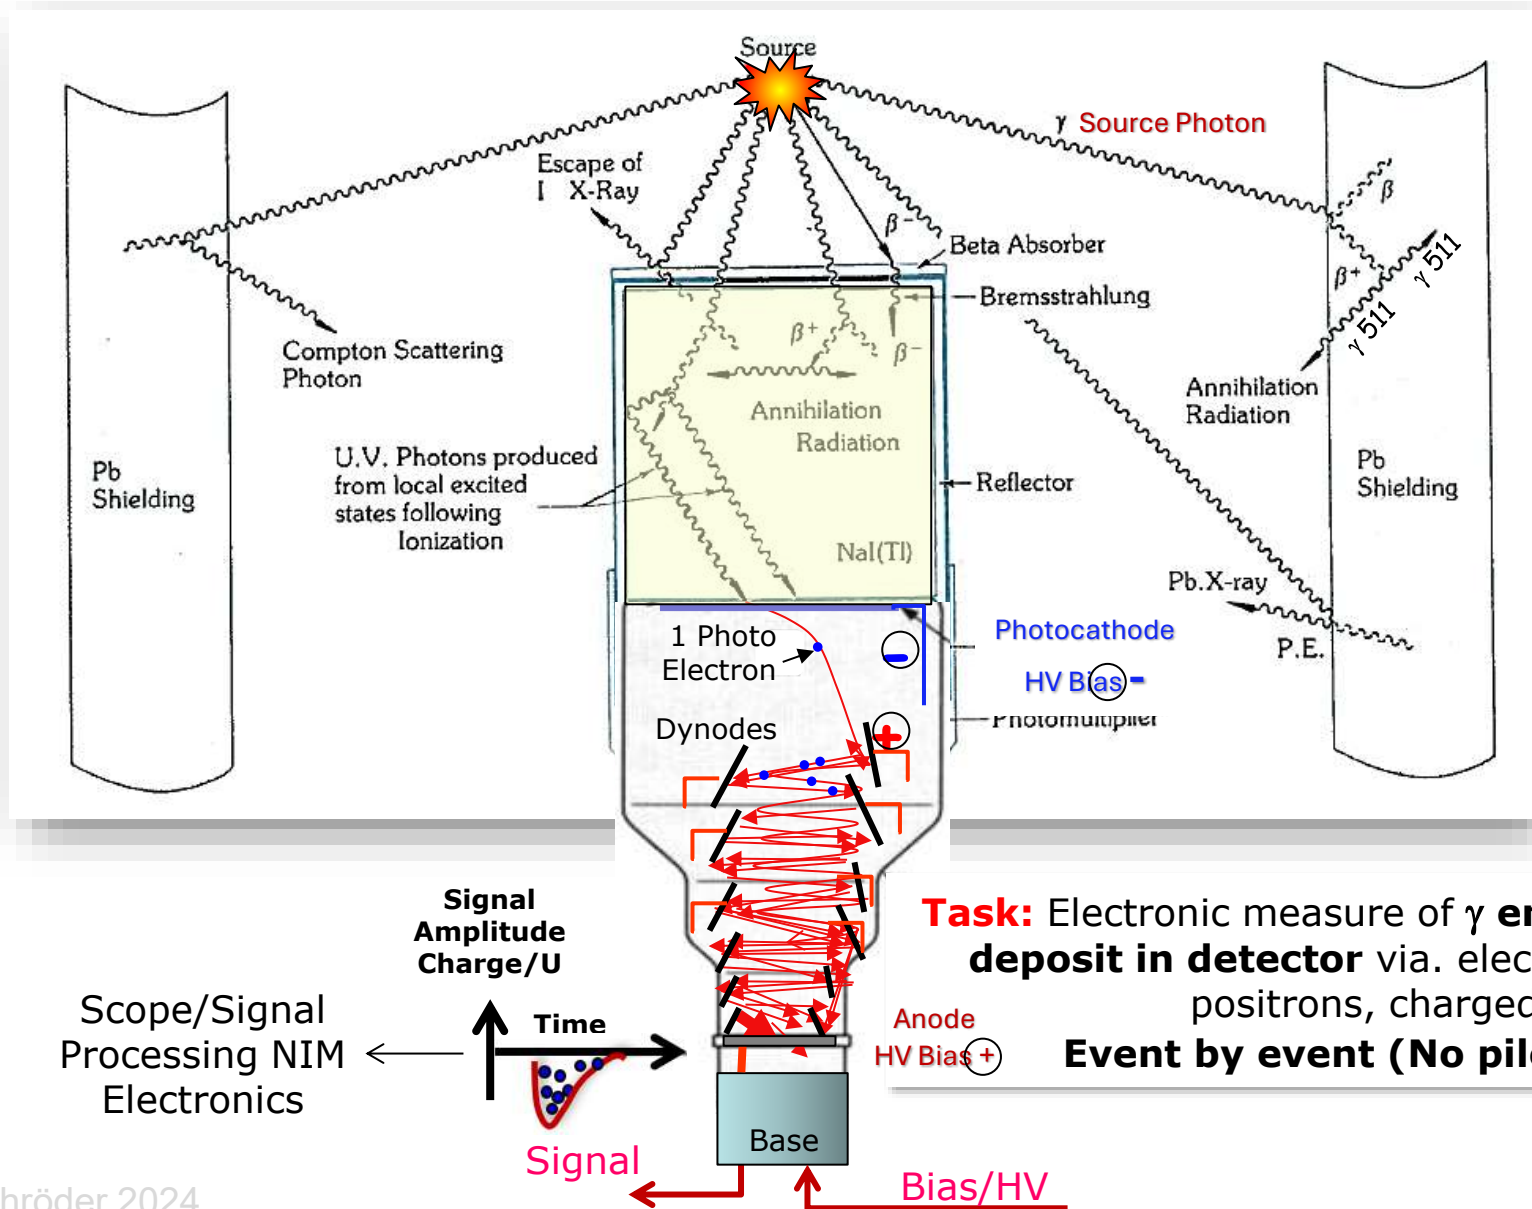 Source
γ Source Photon
Escape of
I X-Ray
β
β⁻
Beta Absorber
β⁺
γ 511
γ 511
Bremsstrahlung
β⁺
β⁻
Compton Scattering
Photon
Annihilation
Radiation
Annihilation
Radiation
U.V. Photons produced
from local excited
states following
Ionization
Pb
Shielding
Reflector
Pb
Shielding
NaI(Tl)
Pb.X-ray
P.E.
1 Photo
Electron
−
Photocathode
HV Bias -
Photomultiplier
Dynodes
+
Signal
Amplitude
Charge/U
Time
Scope/Signal
Processing NIM
Electronics
Task: Electronic measure of γ
deposit in detector via.
positrons, charged
Anode
HV Bias +
Event by event (No
Base
Signal
Bias/HV
2024